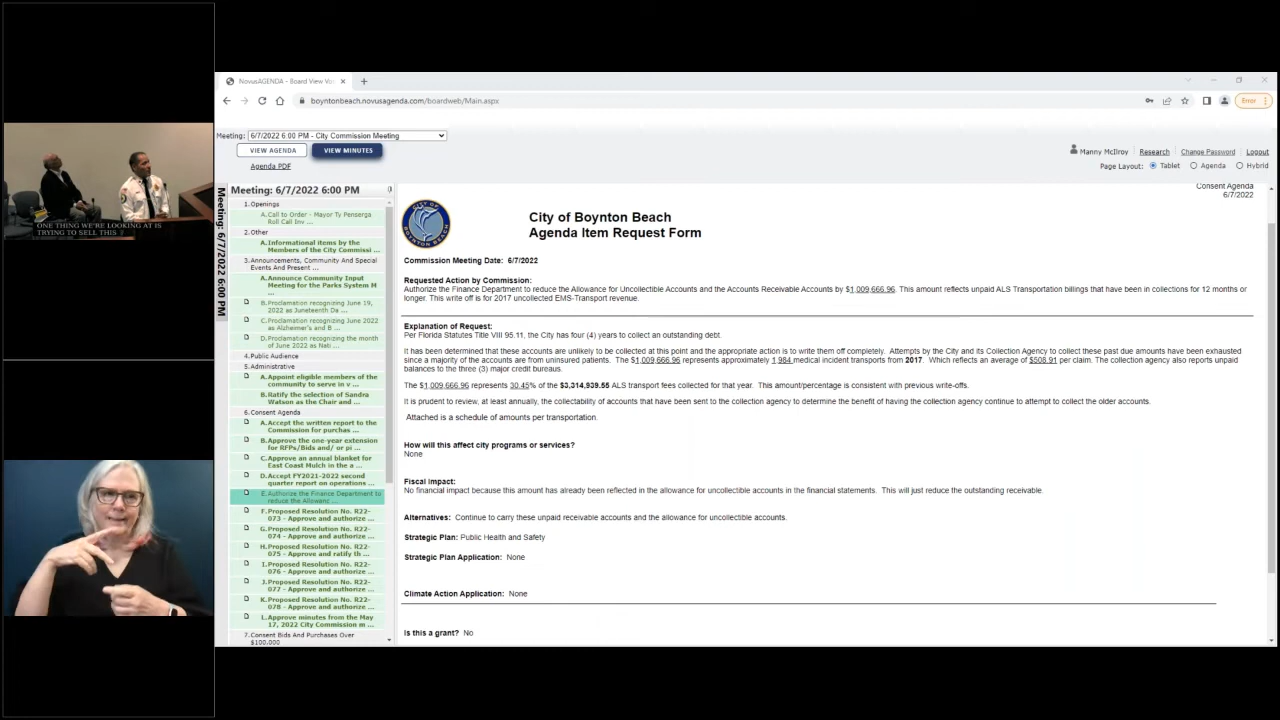 NovusAGENDA - Board View Ve
boyntonbeach.novusagenda.com/boardweb/Main.aspx
Error
Meeting: 6/7/2022 6:00 PM - City Commission Meeting
VIEW AGENDA
VIEW MINUTES
Agenda PDF
Manny McIlroy
Research
Change Password
Logout
Page Layout: Tablet Agenda Hybrid
Meeting: 6/7/2022 6:00 PM
Meeting: 6/7/2022 6:00 PM
1.Openings
A.Call to Order - Mayor Ty Penserga
Roll Call Inv ...
2.Other
A.Informational items by the
Members of the City Commissi ...
3.Announcements, Community And Special
Events And Present ...
A.Announce Community Input
Meeting for the Parks System M
...
B.Proclamation recognizing June 19,
2022 as Juneteenth Da ...
C.Proclamation recognizing June 2022
as Alzheimer's and B ...
D.Proclamation recognizing the month
of June 2022 as Nati ...
4.Public Audience
5.Administrative
A.Appoint eligible members of the
community to serve in v ...
B.Ratify the selection of Sandra
Watson as the Chair and ...
6.Consent Agenda
A.Accept the written report to the
Commission for purchas ...
B.Approve the one-year extension
for RFPs/Bids and/ or pi ...
C.Approve an annual blanket for
East Coast Mulch in the a ...
D.Accept FY2021-2022 second
quarter report on operations ...
E.Authorize the Finance Department to
reduce the Allowanc ...
F.Proposed Resolution No. R22-
073 - Approve and authorize ...
G.Proposed Resolution No. R22-
074 - Approve and authorize ...
H.Proposed Resolution No. R22-
075 - Approve and ratify th ...
I.Proposed Resolution No. R22-
076 - Approve and authorize ...
J.Proposed Resolution No. R22-
077 - Approve and authorize ...
K.Proposed Resolution No. R22-
078 - Approve and authorize ...
L.Approve minutes from the May
17, 2022 City Commission m ...
7.Consent Bids And Purchases Over
$100,000
Consent Agenda
6/7/2022
CITY OF
BOYNTON BEACH
City of Boynton Beach
Agenda Item Request Form
Commission Meeting Date: 6/7/2022
Requested Action by Commission:
Authorize the Finance Department to reduce the Allowance for Uncollectible Accounts and the Accounts Receivable Accounts by $1,009,666.96. This amount reflects unpaid ALS Transportation billings that have been in collections for 12 months or
longer. This write off is for 2017 uncollected EMS-Transport revenue.
Explanation of Request:
Per Florida Statutes Title VIII 95.11, the City has four (4) years to collect an outstanding debt.
It has been determined that these accounts are unlikely to be collected at this point and the appropriate action is to write them off completely. Attempts by the City and its Collection Agency to collect these past due amounts have been exhausted
since a majority of the accounts are from uninsured patients. The $1,009,666.96 represents approximately 1,984 medical incident transports from 2017. Which reflects an average of $508.91 per claim. The collection agency also reports unpaid
balances to the three (3) major credit bureaus.
The $1,009,666.96 represents 30.45% of the $3,314,939.55 ALS transport fees collected for that year. This amount/percentage is consistent with previous write-offs.
It is prudent to review, at least annually, the collectability of accounts that have been sent to the collection agency to determine the benefit of having the collection agency continue to attempt to collect the older accounts.
Attached is a schedule of amounts per transportation.
How will this affect city programs or services?
None
Fiscal Impact:
No financial impact because this amount has already been reflected in the allowance for uncollectible accounts in the financial statements. This will just reduce the outstanding receivable.
Alternatives: Continue to carry these unpaid receivable accounts and the allowance for uncollectible accounts.
Strategic Plan: Public Health and Safety
Strategic Plan Application: None
Climate Action Application: None
Is this a grant? No
ONE THING WE'RE LOOKING AT IS
TRYING TO SELL THIS